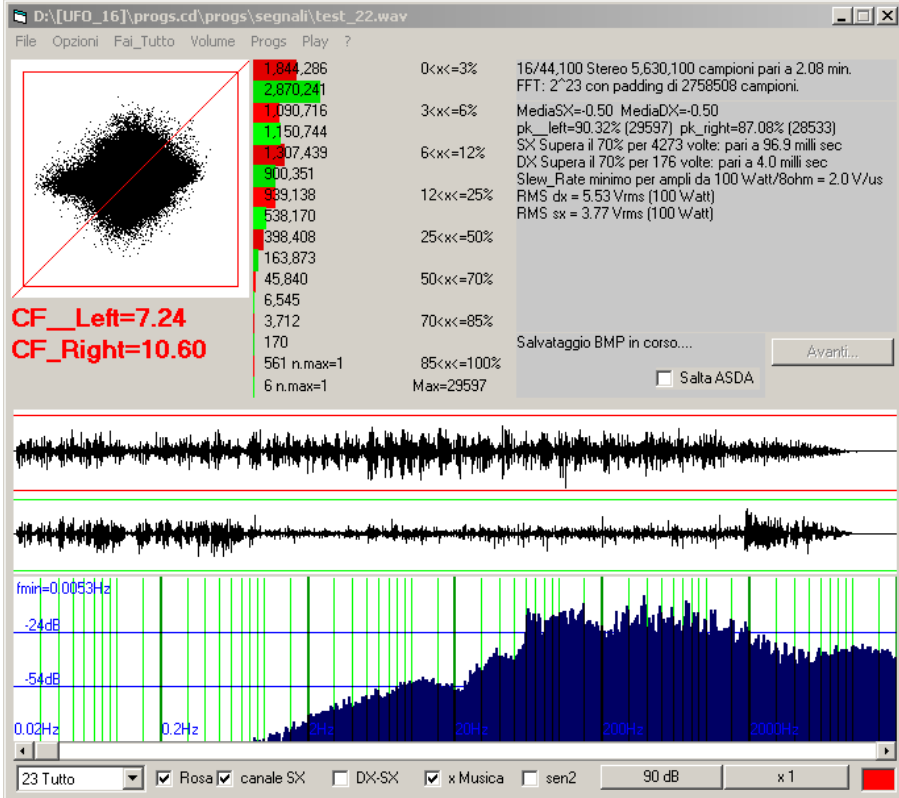 D:\[UFO_16]\progs.cd\progs\segnali\test_22.wav
File Opzioni Fai_Tutto Volume Progs Play ?
1,844,286 0<x<=3%
2,870,241
1,090,716 3<x<=6%
1,150,744
1,307,439 6<x<=12%
900,351
939,138 12<x<=25%
538,170
398,408 25<x<=50%
163,873
45,840 50<x<=70%
6,545
3,712 70<x<=85%
170
561 n.max=1 85<x<=100%
6 n.max=1 Max=29597
16/44,100 Stereo 5,630,100 campioni pari a 2.08 min.
FFT: 2^23 con padding di 2758508 campioni.
MediaSX=-0.50 MediaDX=-0.50
pk__left=90.32% (29597) pk_right=87.08% (28533)
SX Supera il 70% per 4273 volte: pari a 96.9 milli sec
DX Supera il 70% per 176 volte: pari a 4.0 milli sec
Slew_Rate minimo per ampli da 100 Watt/8ohm = 2.0 V/us
RMS dx = 5.53 Vrms (100 Watt)
RMS sx = 3.77 Vrms (100 Watt)
CF__Left=7.24
CF_Right=10.60
Salvataggio BMP in corso....
Avanti...
Salta ASDA
fmin=0.0053Hz
-24dB
-54dB
0.02Hz 0.2Hz 2Hz 20Hz 200Hz 2000Hz
23 Tutto Rosa canale SX DX-SX x Musica sen2 90 dB x 1